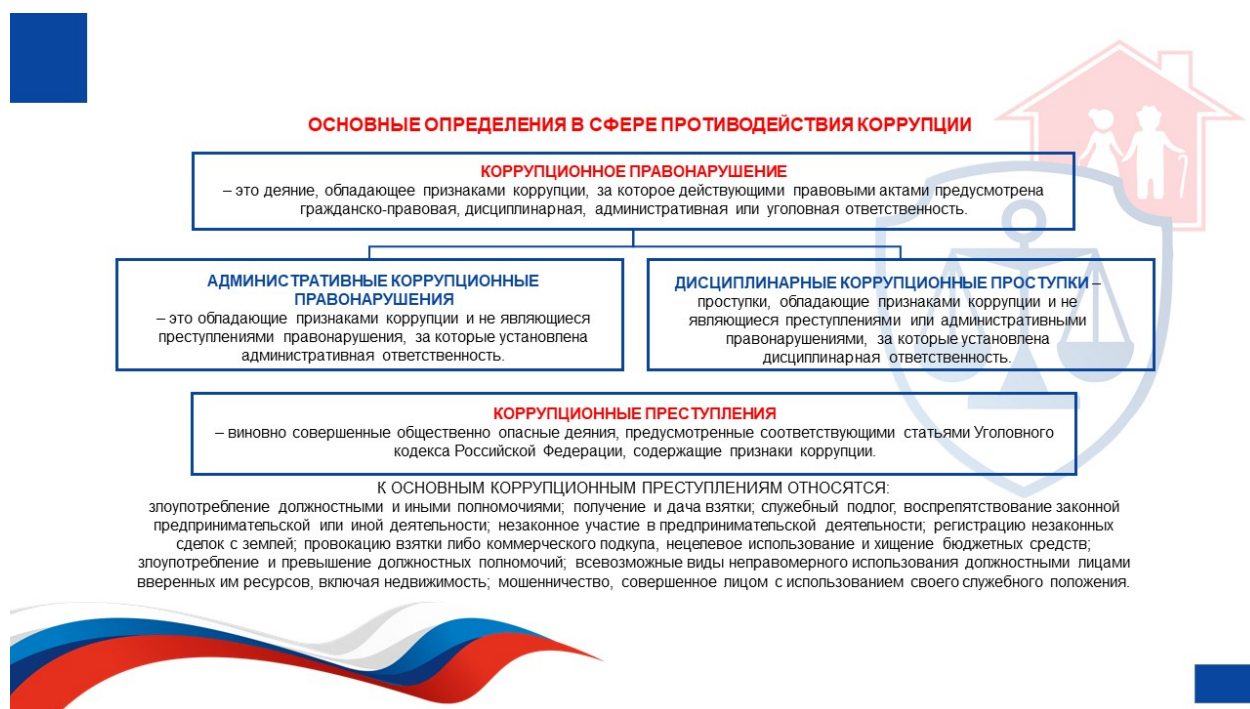 ОСНОВНЫЕ ОПРЕДЕЛЕНИЯ В СФЕРЕ ПРОТИВОДЕЙСТВИЯ КОРРУПЦИИ
КОРРУПЦИОННОЕ ПРАВОНАРУШЕНИЕ
– это деяние, обладающее признаками коррупции, за которое действующими правовыми актами предусмотрена
гражданско-правовая, дисциплинарная, административная или уголовная ответственность.
АДМИНИСТРАТИВНЫЕ КОРРУПЦИОННЫЕ
ПРАВОНАРУШЕНИЯ
– это обладающие признаками коррупции и не являющиеся
преступлениями правонарушения, за которые установлена
административная ответственность.
ДИСЦИПЛИНАРНЫЕ КОРРУПЦИОННЫЕ ПРОСТУПКИ –
проступки, обладающие признаками коррупции и не
являющиеся преступлениями или административными
правонарушениями, за которые установлена
дисциплинарная ответственность.
КОРРУПЦИОННЫЕ ПРЕСТУПЛЕНИЯ
– виновно совершенные общественно опасные деяния, предусмотренные соответствующими статьями Уголовного
кодекса Российской Федерации, содержащие признаки коррупции.
К ОСНОВНЫМ КОРРУПЦИОННЫМ ПРЕСТУПЛЕНИЯМ ОТНОСЯТСЯ:
злоупотребление должностными и иными полномочиями; получение и дача взятки; служебный подлог, воспрепятствование законной
предпринимательской или иной деятельности; незаконное участие в предпринимательской деятельности; регистрацию незаконных
сделок с землей; провокацию взятки либо коммерческого подкупа, нецелевое использование и хищение бюджетных средств;
злоупотребление и превышение должностных полномочий; всевозможные виды неправомерного использования должностными лицами
вверенных им ресурсов, включая недвижимость; мошенничество, совершенное лицом с использованием своего служебного положения.